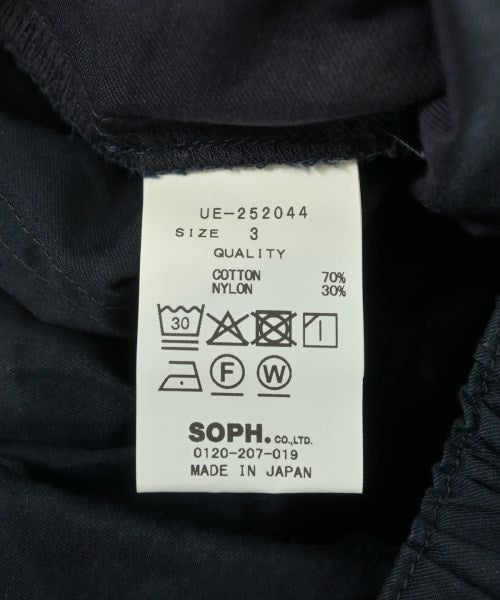 UE-252044
SIZE 3
QUALITY
COTTON 70%
NYLON 30%
30
F W
SOPH. CO.,LTD.
0120-207-019
MADE IN JAPAN